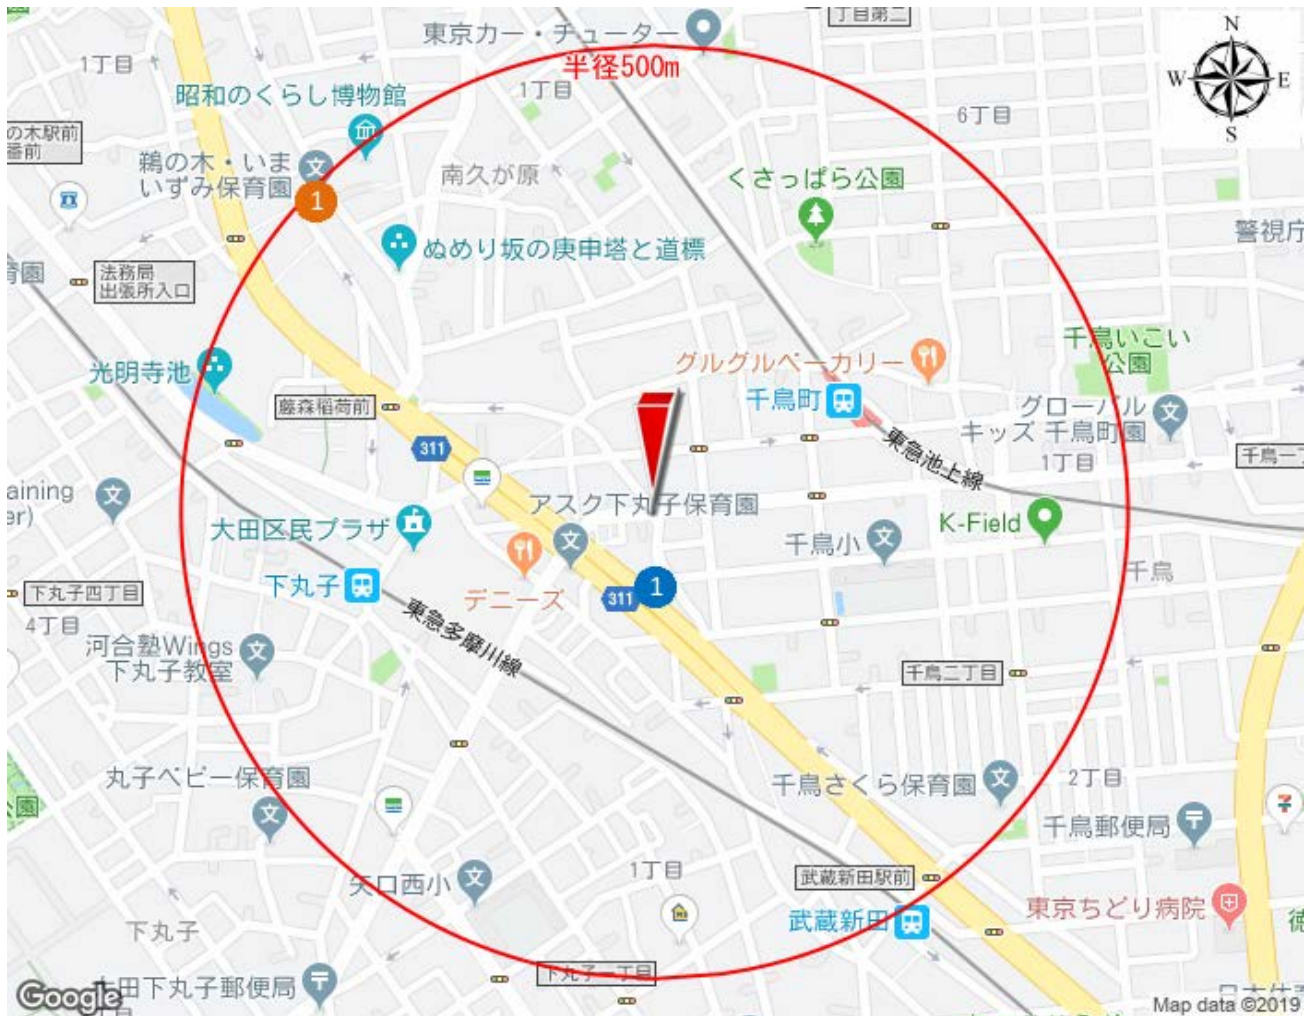 丁目第二
東京カー・チューター
半径500m
N
W E
S
1丁目
1丁目
昭和のくらし博物館
6丁目
の木駅前
番前
鵜の木・いま
いずみ保育園
1
南久が原
くさっぱら公園
ぬめり坂の庚申塔と道標
警視庁
育園
法務局
出張所入口
千鳥いこい
公園
光明寺池
グルグルベーカリー
千鳥町
藤森稲荷前
グローバル
キッズ 千鳥町園
東急池上線
1丁目
千鳥一丁
311
aining
er)
アスク下丸子保育園
大田区民プラザ
千鳥小
K-Field
千鳥
下丸子
デニーズ
311
1
下丸子四丁目
4丁目
東急多摩川線
河合塾Wings
下丸子教室
千鳥二丁目
丸子ベビー保育園
千鳥さくら保育園
2丁目
園
千鳥郵便局
矢口西小
1丁目
武蔵新田駅前
武蔵新田
東京ちどり病院
徳
下丸子
下丸子一丁目
大田下丸子郵便局
Google
Map data ©2019